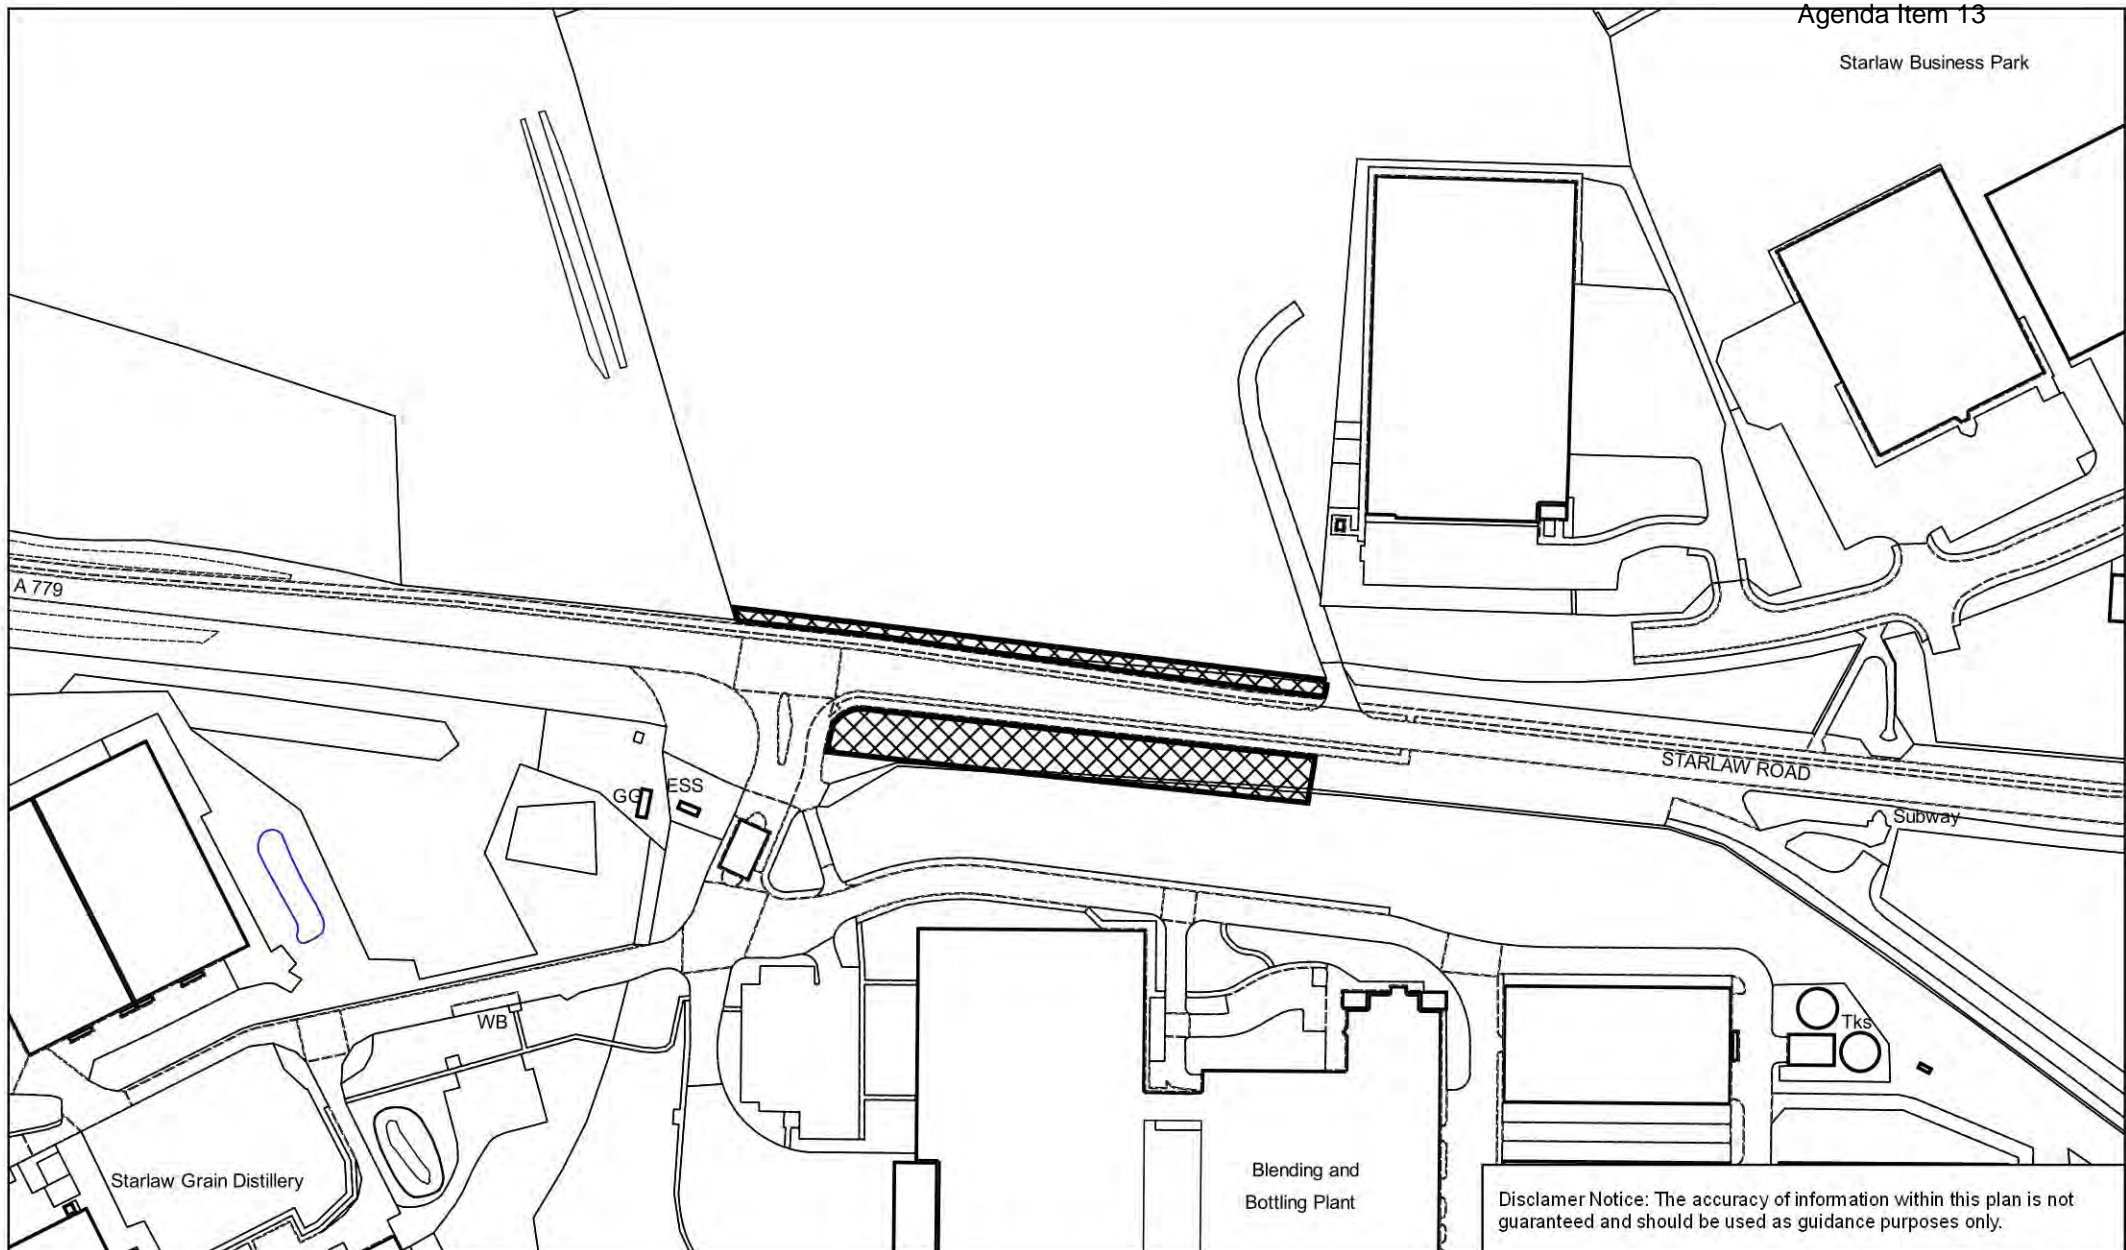 Agenda Item 13
Starlaw Business Park
A 779
STARLAW ROAD
GG
ESS
Subway
WB
Tks
Starlaw Grain Distillery
Blending and
Bottling Plant
Disclamer Notice: The accuracy of information within this plan is not
guaranteed and should be used as guidance purposes only.